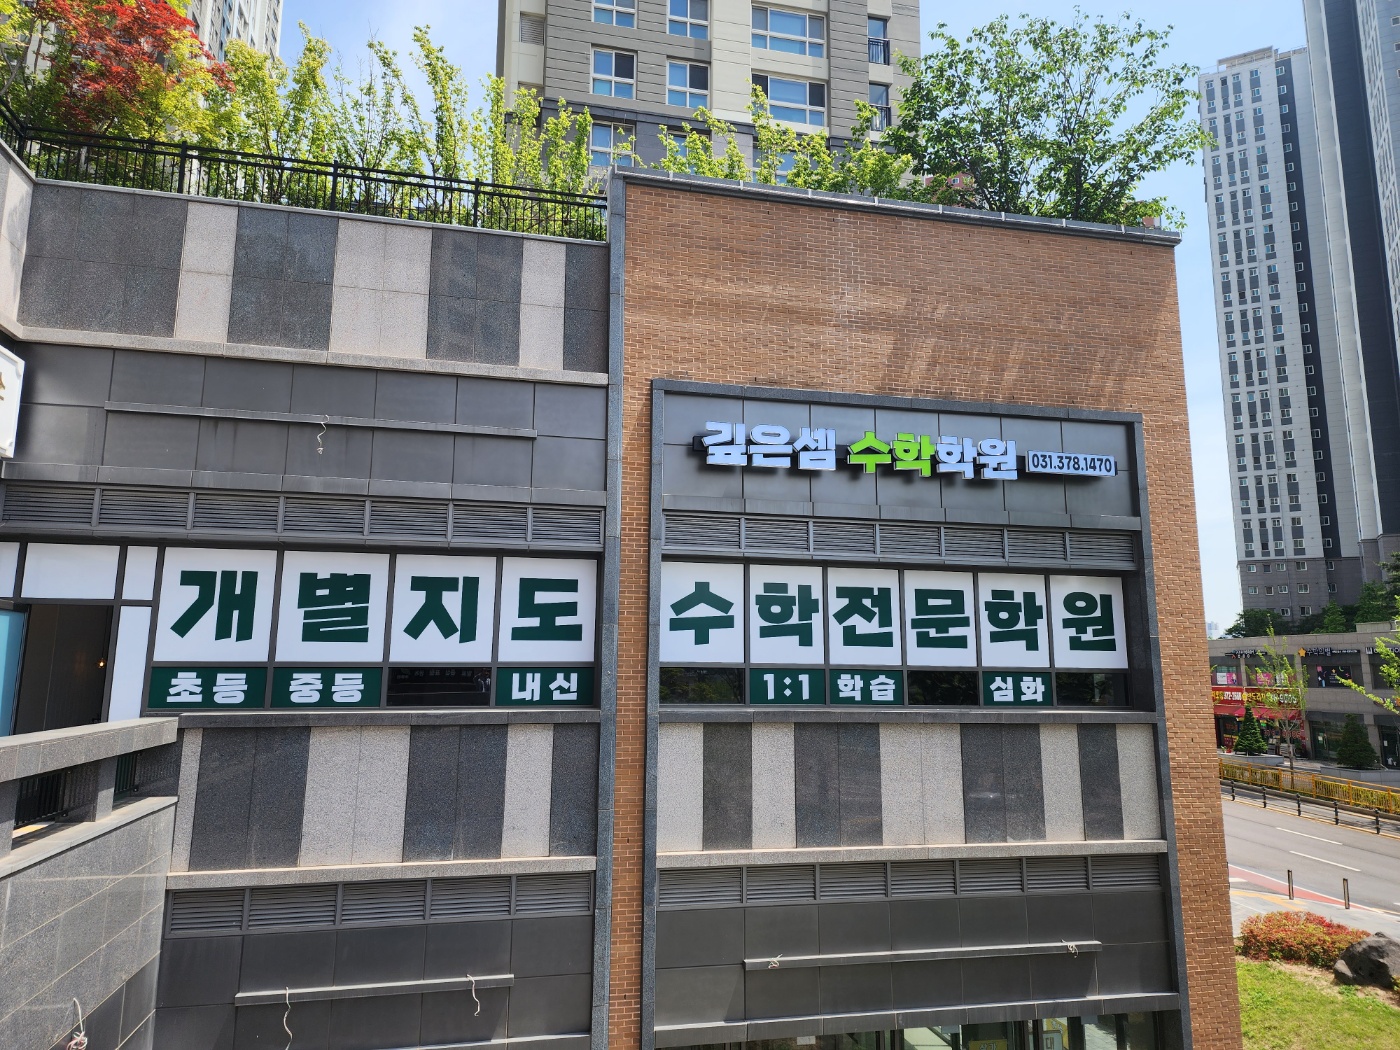 깊은셈 수학학원 031.378.1470
개별지도 수학전문학원
초등 중등 내신 1:1 학습 심화